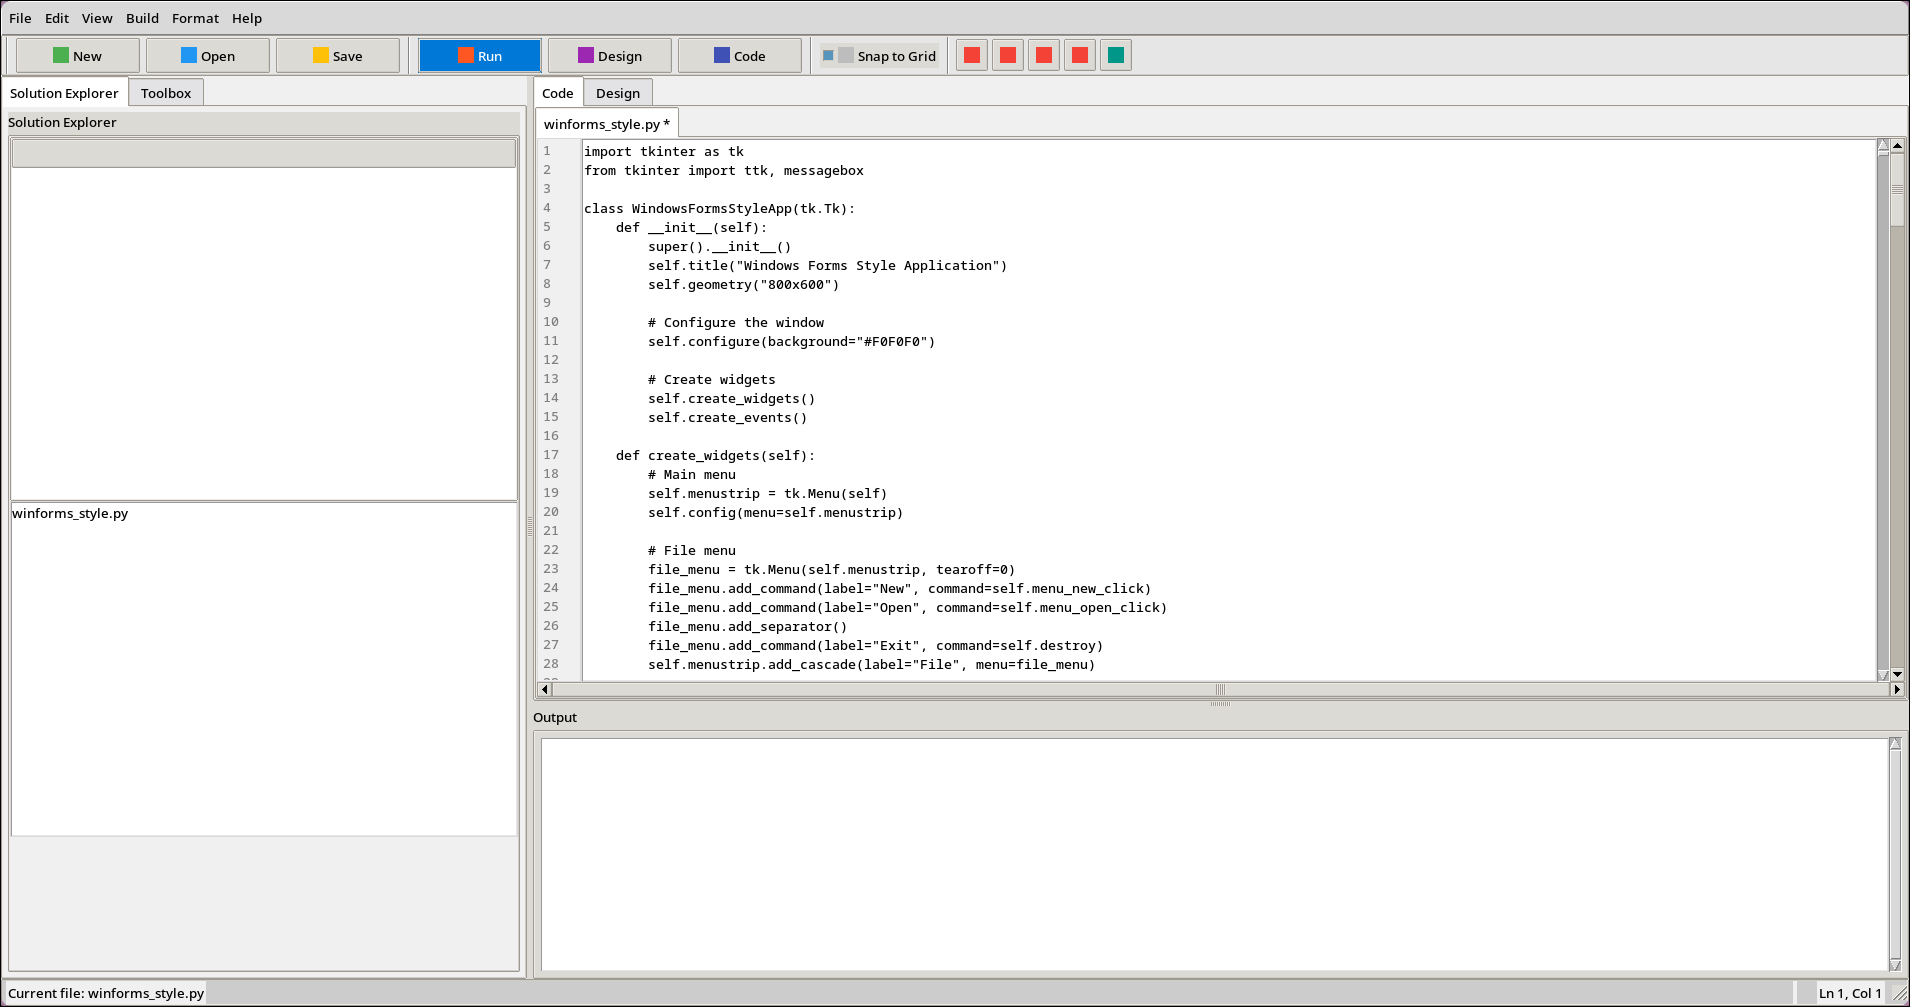 File Edit View Build Format Help
New Open Save Run Design Code Snap to Grid
Solution Explorer Toolbox
Solution Explorer
winforms_style.py
Code Design
winforms_style.py *
1 import tkinter as tk
2 from tkinter import ttk, messagebox
3
4 class WindowsFormsStyleApp(tk.Tk):
5     def __init__(self):
6         super().__init__()
7         self.title("Windows Forms Style Application")
8         self.geometry("800x600")
9
10         # Configure the window
11         self.configure(background="#F0F0F0")
12
13         # Create widgets
14         self.create_widgets()
15         self.create_events()
16
17     def create_widgets(self):
18         # Main menu
19         self.menustrip = tk.Menu(self)
20         self.config(menu=self.menustrip)
21
22         # File menu
23         file_menu = tk.Menu(self.menustrip, tearoff=0)
24         file_menu.add_command(label="New", command=self.menu_new_click)
25         file_menu.add_command(label="Open", command=self.menu_open_click)
26         file_menu.add_separator()
27         file_menu.add_command(label="Exit", command=self.destroy)
28         self.menustrip.add_cascade(label="File", menu=file_menu)
Output
Current file: winforms_style.py
Ln 1, Col 1